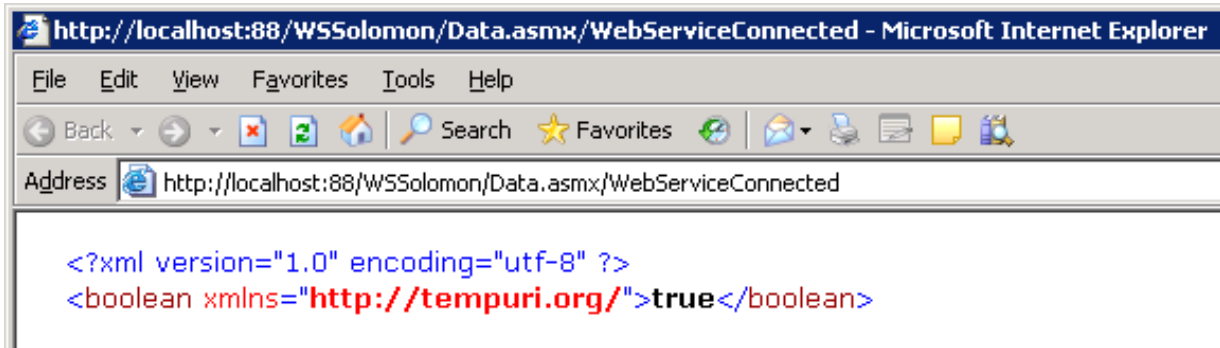 http://localhost:88/WSSolomon/Data.asmx/WebServiceConnected - Microsoft Internet Explorer
File Edit View Favorites Tools Help
Back Search Favorites
Address http://localhost:88/WSSolomon/Data.asmx/WebServiceConnected
<?xml version="1.0" encoding="utf-8" ?>
<boolean xmlns="http://tempuri.org/">true</boolean>